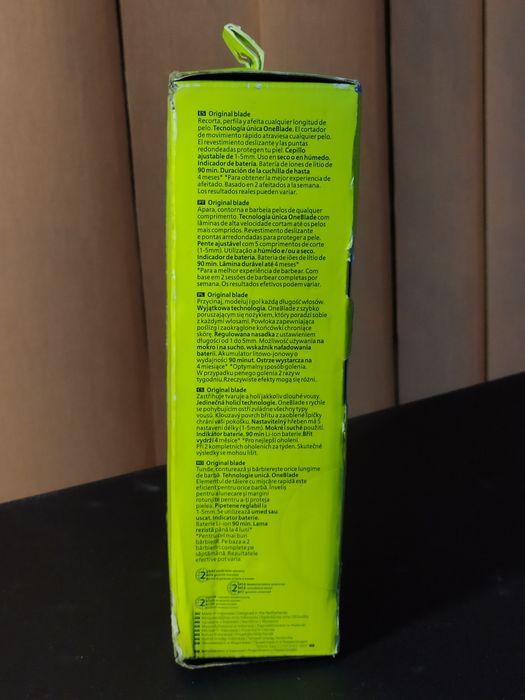 ES Original blade
Recorta, perfila y afeita cualquier longitud de
pelo. Tecnología única OneBlade. El cortador
de movimiento rápido atraviesa cualquier pelo.
El revestimiento deslizante y las puntas
redondeadas protegen tu piel. Cepillo
ajustable de 1-5mm. Uso en seco o en húmedo.
Indicador de batería. Batería de iones de litio de
90 min. Duración de la cuchilla de hasta
4 meses* *Para obtener la mejor experiencia de
afeitado. Basado en 2 afeitados a la semana.
Los resultados reales pueden variar.
PT Original blade
Apara, contorna e barbeia pelos de qualquer
comprimento. Tecnologia única OneBlade com
lâminas de alta velocidade cortam até os pelos
mais compridos. Revestimento deslizante
e pontas arredondadas para proteger a pele.
Pente ajustável com 5 comprimentos de corte
(1-5mm). Utilização a húmido e/ou a seco.
Indicador de bateria. Bateria de iões de lítio de
90 min. Lâmina durável até 4 meses*
*Para a melhor experiência de barbear. Com
base em 2 sessões de barbear completas por
semana. Os resultados efetivos podem variar.
PL Original blade
Przycinaj, modeluj i gol każdą długość włosów.
Wyjątkowa technologia. OneBlade z szybko
poruszającym się nożykiem, który poradzi sobie
z każdymi włosami. Powłoka zapewniająca
poślizg i zaokrąglone końcówki chroniące
skórę. Regulowana nasadka z ustawieniem
długości od 1 do 5mm. Możliwość używania na
mokro i na sucho. wskaźnik naładowania
baterii. Akumulator litowo-jonowy o
wydajności 90 minut. Ostrze wystarcza na
4 miesiące* *Optymalny sposób golenia.
W przypadku penego golenia 2 razy w
tygodniu. Rzeczywiste efekty mogą się różni.
CS Original blade
Zastřihuje tvaruje a holí jakkoliv dlouhé vousy.
Jedinečná holicí technologie. OneBlade s rychle
se pohybujícím ostří zvládne všechny typy
vousů. Klouzavý povrch břitu a zaoblené špičky
chrání vaši pokožku. Nastavitelný hřeben má 5
nastavení délky (1-5mm). Mokré i suché použití.
Indikátor baterie. 90 min Li-ion baterie. Břit
vydrží 4 měsíce* *Pro nejlepší oholení.
Při 2 kompletních oholeních za týden. Skutečné
výsledky se mohou lišit.
RO Original blade
Tunde, conturează și bărbierește orice lungime
de barbă. Tehnologie unică. OneBlade
Elementul de tăiere cu mișcare rapidă este
eficient pentru orice barbă. Înveliș
pentru alunecare și margini
rotunjite pentru a-ți proteja
pielea. Pipetene reglabil la
1-5mm. Se utilizează umed sau
uscat. Indicator baterie.
Baterie Li-ion 90 min. Lama
rezistă până la 4 luni*
*Pentru cel mai bun
bărbierit. Pe baza a 2
bărbieriri complete pe
săptămână. Rezultatele
efective pot varia.
2
2
2